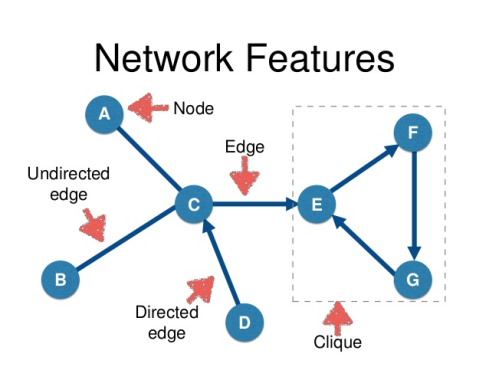 Network Features
A
Node
F
Edge
Undirected
edge
C
E
B
G
Directed
edge
D
Clique